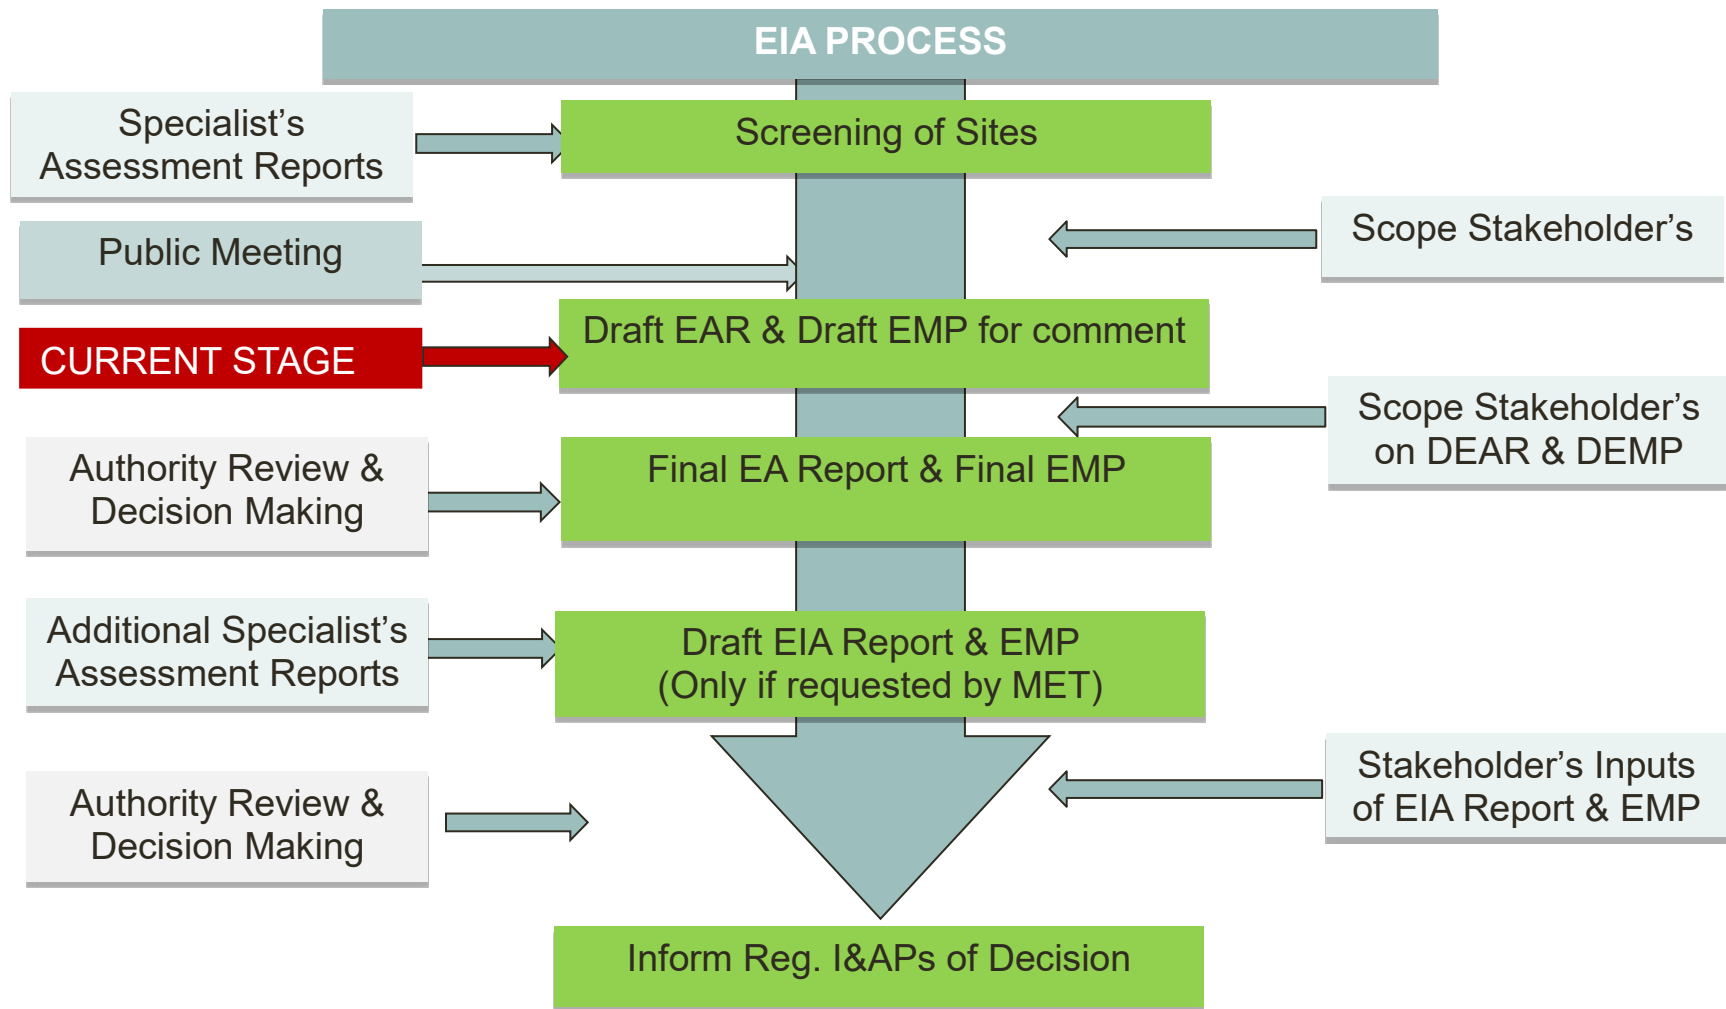 EIA PROCESS
Specialist’s
Assessment Reports
Screening of Sites
Scope Stakeholder’s
Public Meeting
Draft EAR & Draft EMP for comment
CURRENT STAGE
Scope Stakeholder’s
on DEAR & DEMP
Authority Review &
Decision Making
Final EA Report & Final EMP
Additional Specialist’s
Assessment Reports
Draft EIA Report & EMP
(Only if requested by MET)
Stakeholder’s Inputs
of EIA Report & EMP
Authority Review &
Decision Making
Inform Reg. I&APs of Decision